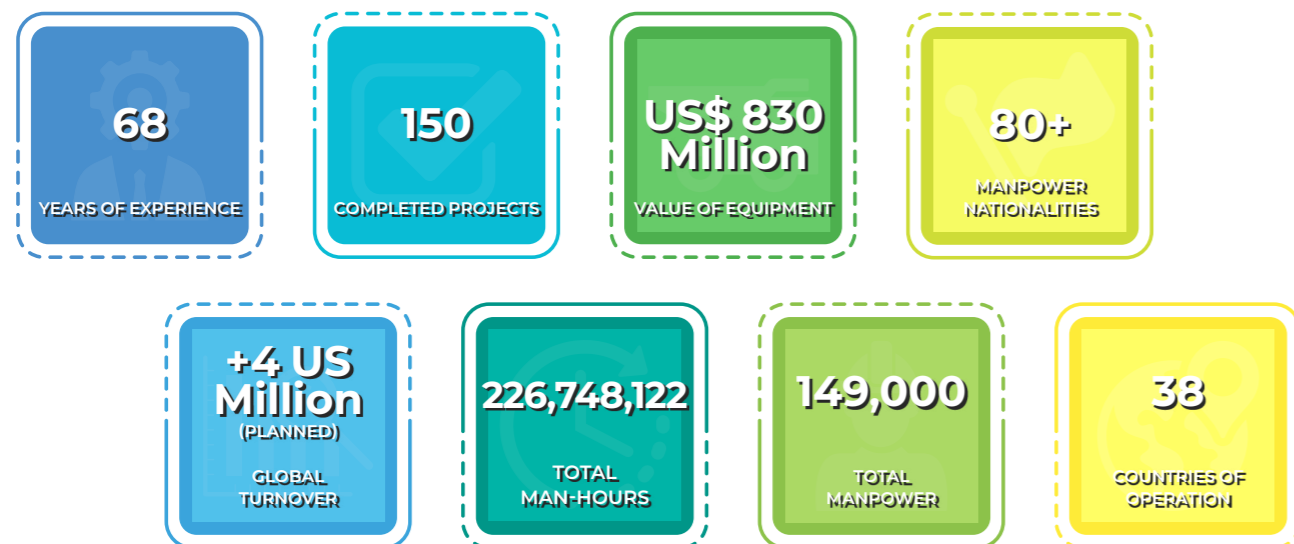 68
YEARS OF EXPERIENCE
150
COMPLETED PROJECTS
US$ 830
Million
VALUE OF EQUIPMENT
80+
MANPOWER
NATIONALITIES
+4 US
Million
(PLANNED)
GLOBAL
TURNOVER
226,748,122
TOTAL
MAN-HOURS
149,000
TOTAL
MANPOWER
38
COUNTRIES OF
OPERATION